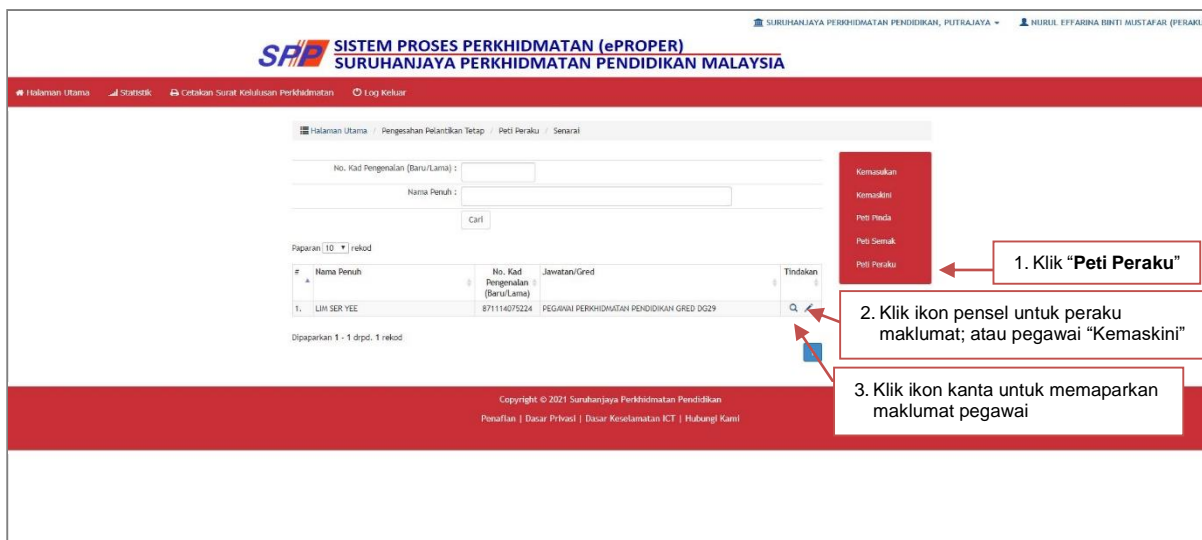 SURUHANJAYA PERKHIDMATAN PENDIDIKAN, PUTRAJAYA
NURUL EFFARINA BINTI MUSTAFAR (PERAKU
SPP
SISTEM PROSES PERKHIDMATAN (ePROPER)
SURUHANJAYA PERKHIDMATAN PENDIDIKAN MALAYSIA
Halaman Utama Statistik Cetakan Surat Kelulusan Perkhidmatan Log Keluar
Halaman Utama / Pengesahan Pelantikan Tetap / Peti Peraku / Senarai
No. Kad Pengenalan (Baru/Lama) :
Nama Penuh :
Cari
Kemasukan
Kemaskini
Peti Pinda
Peti Semak
Peti Peraku
Paparan 10 rekod
# Nama Penuh No. Kad Pengenalan (Baru/Lama) Jawatan/Gred Tindakan
1. LIM SER YEE 871114075224 PEGAWAI PERKHIDMATAN PENDIDIKAN GRED DG29
Dipaparkan 1 - 1 drpd. 1 rekod
1. Klik “Peti Peraku”
2. Klik ikon pensel untuk peraku
maklumat; atau pegawai “Kemaskini”
3. Klik ikon kanta untuk memaparkan
maklumat pegawai
Copyright © 2021 Suruhanjaya Perkhidmatan Pendidikan
Penafian | Dasar Privasi | Dasar Keselamatan ICT | Hubungi Kami